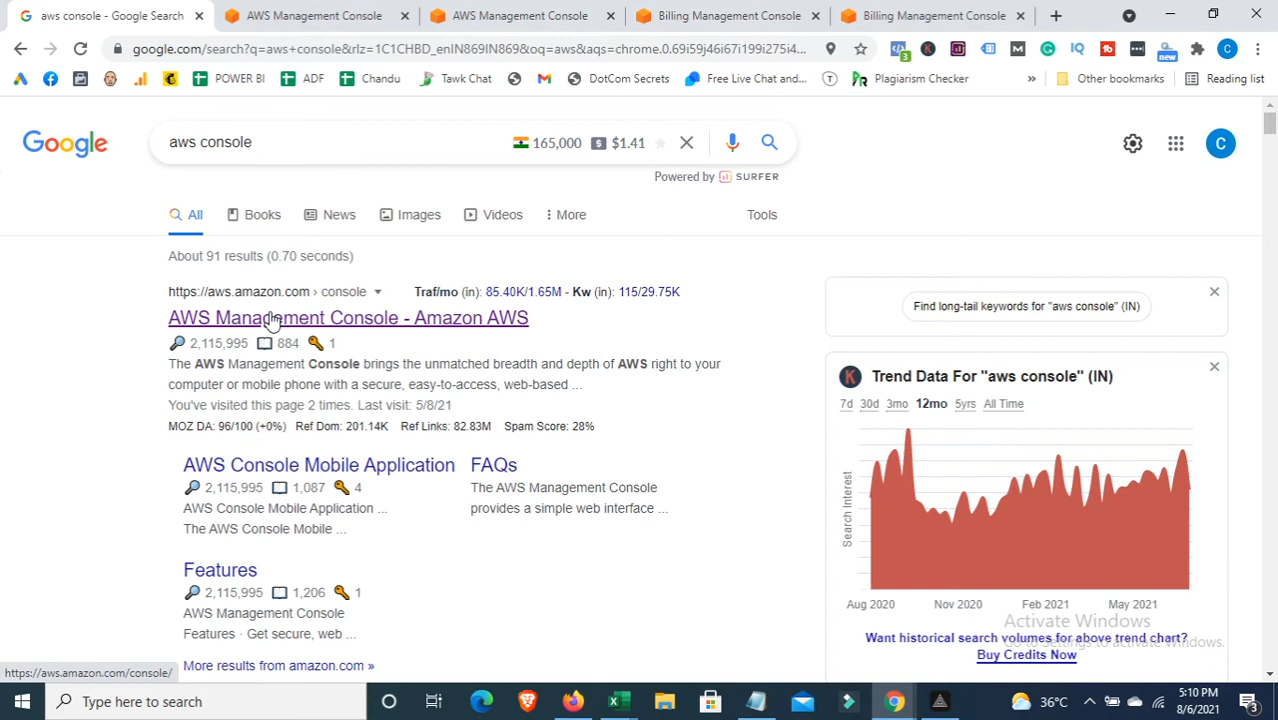 aws console - Google Search
AWS Management Console
AWS Management Console
Billing Management Console
Billing Management Console
google.com/search?q=aws+console&rlz=1C1CHBD_enIN869IN869&oq=aws&aqs=chrome.0.69i59j46i67i199i275i4...
POWER BI
ADF
Chandu
Tawk Chat
DotCom Secrets
Free Live Chat and...
Plagiarism Checker
»
Other bookmarks
Reading list
Google
aws console
165,000
$1.41
C
Powered by SURFER
All
Books
News
Images
Videos
More
Tools
About 91 results (0.70 seconds)
https://aws.amazon.com › console
Traf/mo (in): 85.40K/1.65M - Kw (in): 115/29.75K
AWS Management Console - Amazon AWS
2,115,995 884 1
The AWS Management Console brings the unmatched breadth and depth of AWS right to your
computer or mobile phone with a secure, easy-to-access, web-based ...
You've visited this page 2 times. Last visit: 5/8/21
MOZ DA: 96/100 (+0%) Ref Dom: 201.14K Ref Links: 82.83M Spam Score: 28%
AWS Console Mobile Application
2,115,995 1,087 4
AWS Console Mobile Application ...
The AWS Console Mobile ...
FAQs
The AWS Management Console
provides a simple web interface ...
Features
2,115,995 1,206 1
AWS Management Console
Features · Get secure, web ...
More results from amazon.com »
Find long-tail keywords for "aws console" (IN)
K
Trend Data For "aws console" (IN)
7d 30d 3mo 12mo 5yrs All Time
Search Interest
Aug 2020 Nov 2020 Feb 2021 May 2021
Want historical search volumes for above trend chart?
Buy Credits Now
Activate Windows
Go to Settings to activate Windows.
https://aws.amazon.com/console/
Type here to search
36°C
5:10 PM
8/6/2021
3